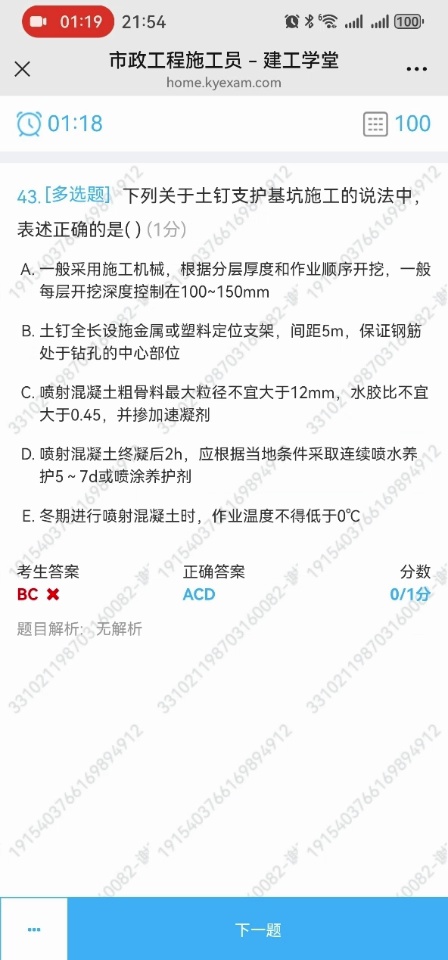 01:19 21:54 100
市政工程施工员 – 建工学堂
home.kyexam.com
01:18 100
43. [多选题] 下列关于土钉支护基坑施工的说法中，
表述正确的是( ) (1分)
A. 一般采用施工机械，根据分层厚度和作业顺序开挖，一般
每层开挖深度控制在100~150mm
B. 土钉全长设施金属或塑料定位支架，间距5m，保证钢筋
处于钻孔的中心部位
C. 喷射混凝土粗骨料最大粒径不宜大于12mm，水胶比不宜
大于0.45，并掺加速凝剂
D. 喷射混凝土终凝后2h，应根据当地条件采取连续喷水养
护5～7d或喷涂养护剂
E. 冬期进行喷射混凝土时，作业温度不得低于0℃
考生答案 正确答案 分数
BC ACD 0/1分
题目解析: 无解析
下一题